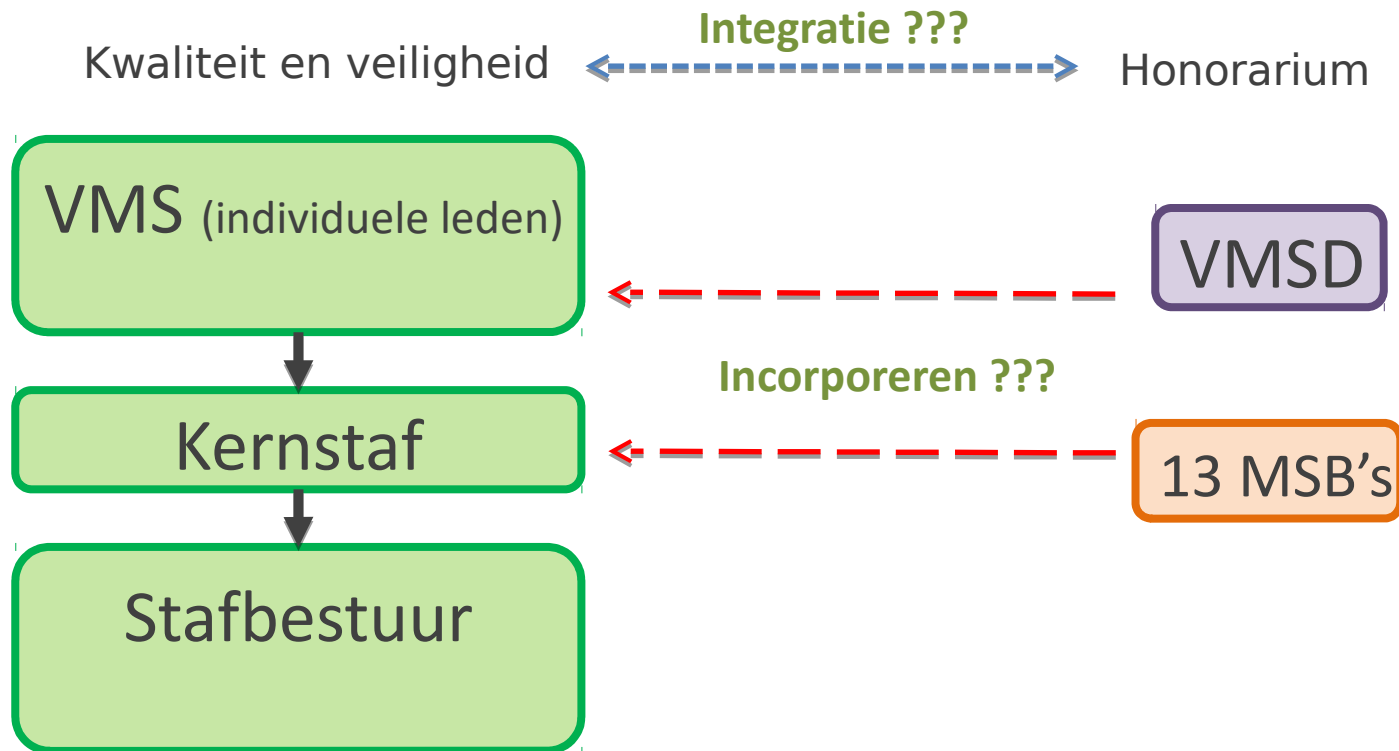 Integratie ???
Kwaliteit en veiligheid
Honorarium
VMS (individuele leden)
VMSD
Incorporeren ???
Kernstaf
13 MSB's
Stafbestuur